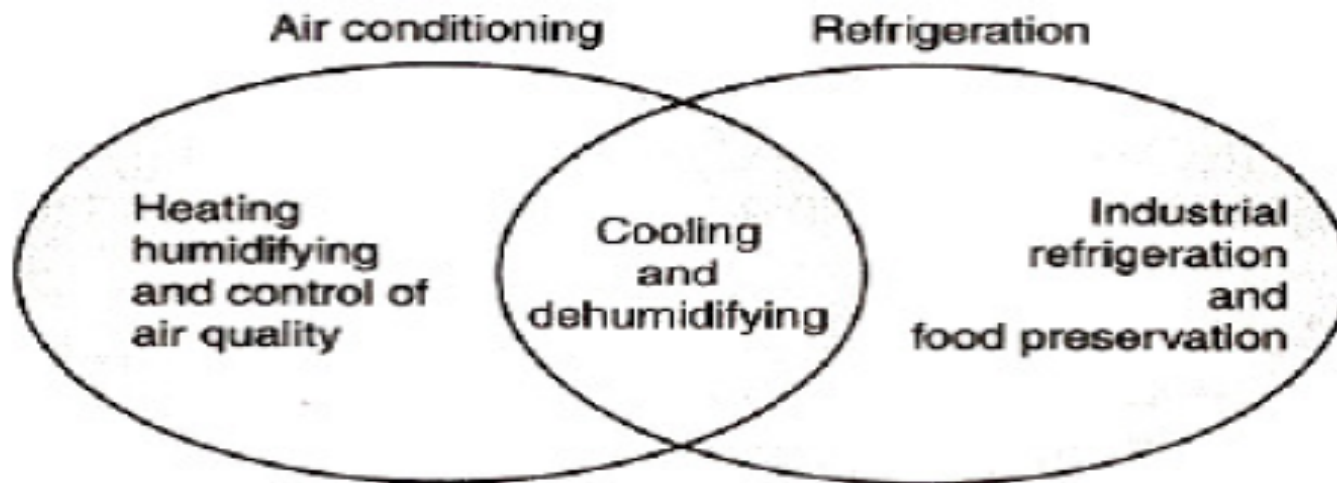 Air conditioning
Refrigeration
Heating
humidifying
and control of
air quality
Cooling
and
dehumidifying
Industrial
refrigeration
and
food preservation